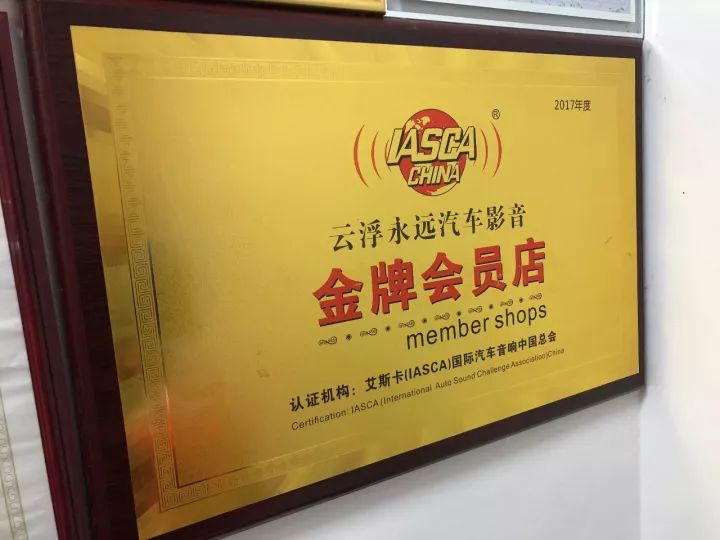 2017年度
IASCA
CHINA
®
云浮永远汽车影音
金牌会员店
member shops
认证机构：艾斯卡(IASCA)国际汽车音响中国总会
Certification: IASCA (International Auto Sound Challenge Association)China